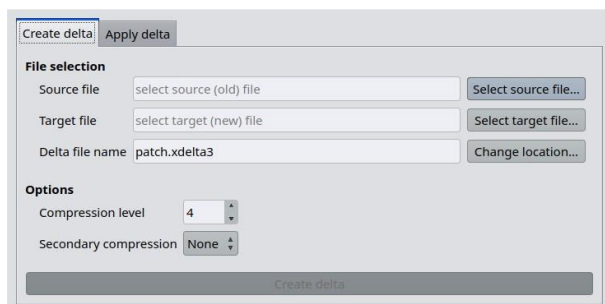 Create delta Apply delta
File selection
Source file select source (old) file Select source file...
Target file select target (new) file Select target file...
Delta file name patch.xdelta3 Change location...
Options
Compression level 4
Secondary compression None
Create delta